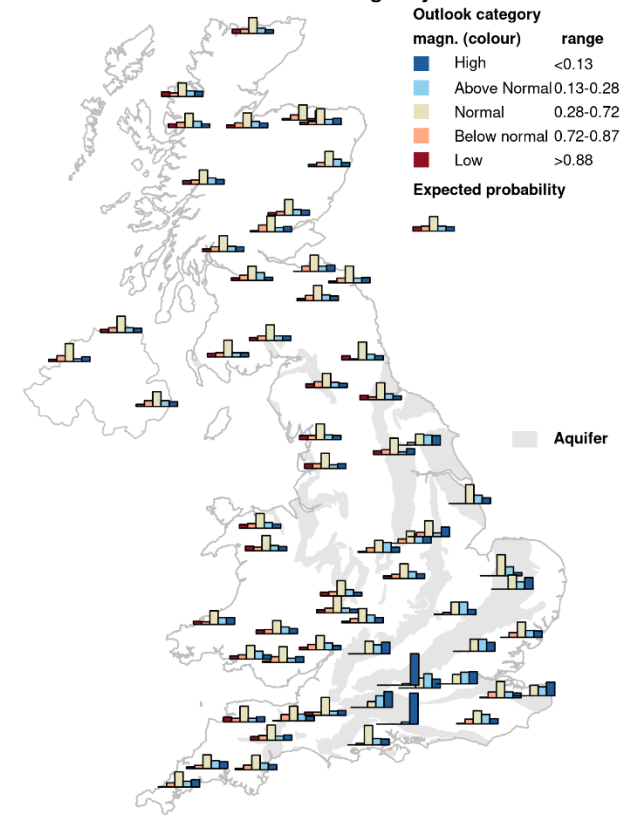 Outlook category
magn. (colour) range
High <0.13
Above Normal 0.13-0.28
Normal 0.28-0.72
Below normal 0.72-0.87
Low >0.88
Expected probability
Aquifer